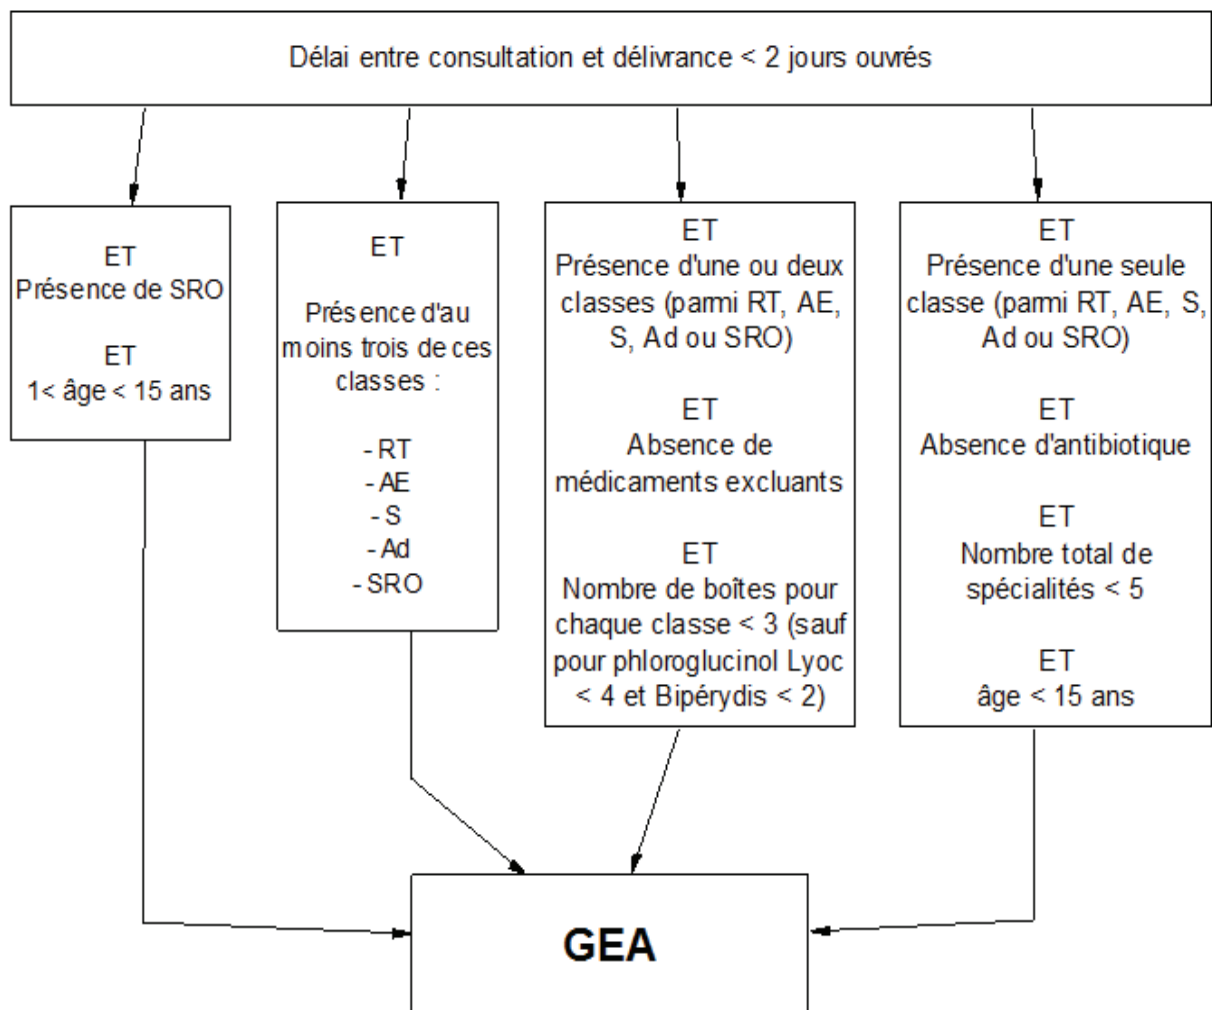 Délai entre consultation et délivrance < 2 jours ouvrés
ET
Présence de SRO
ET
1< âge < 15 ans
ET
Présence d'au
moins trois de ces
classes :
- RT
- AE
- S
- Ad
- SRO
ET
Présence d'une ou deux
classes (parmi RT, AE,
S, Ad ou SRO)
ET
Absence de
médicaments excluants
ET
Nombre de boîtes pour
chaque classe < 3 (sauf
pour phloroglucinol Lyoc
< 4 et Bipérydis < 2)
ET
Présence d'une seule
classe (parmi RT, AE, S,
Ad ou SRO)
ET
Absence d'antibiotique
ET
Nombre total de
spécialités < 5
ET
âge < 15 ans
GEA